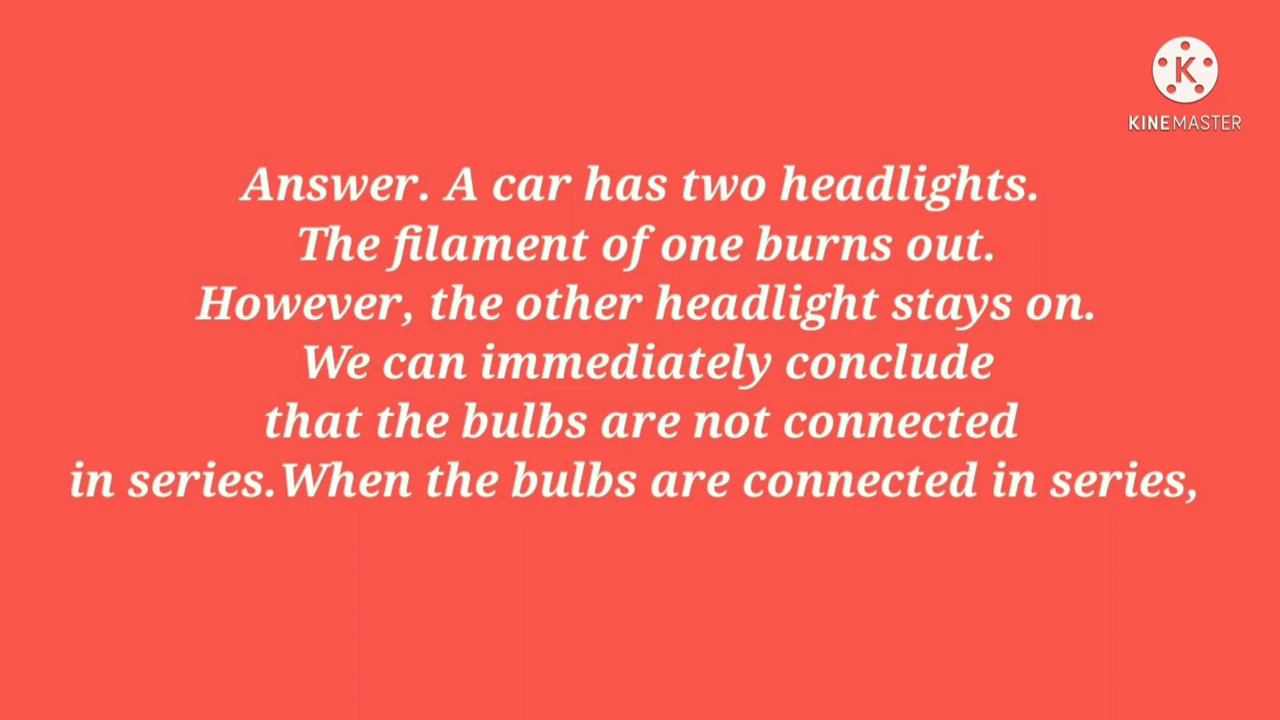 K
KINEMASTER
Answer. A car has two headlights.
The filament of one burns out.
However, the other headlight stays on.
We can immediately conclude
that the bulbs are not connected
in series.When the bulbs are connected in series,